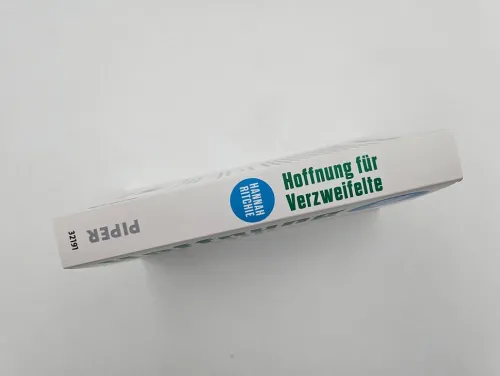 Hoffnung für
Verzweifelte
HANNAH
RITCHIE
PIPER
32191